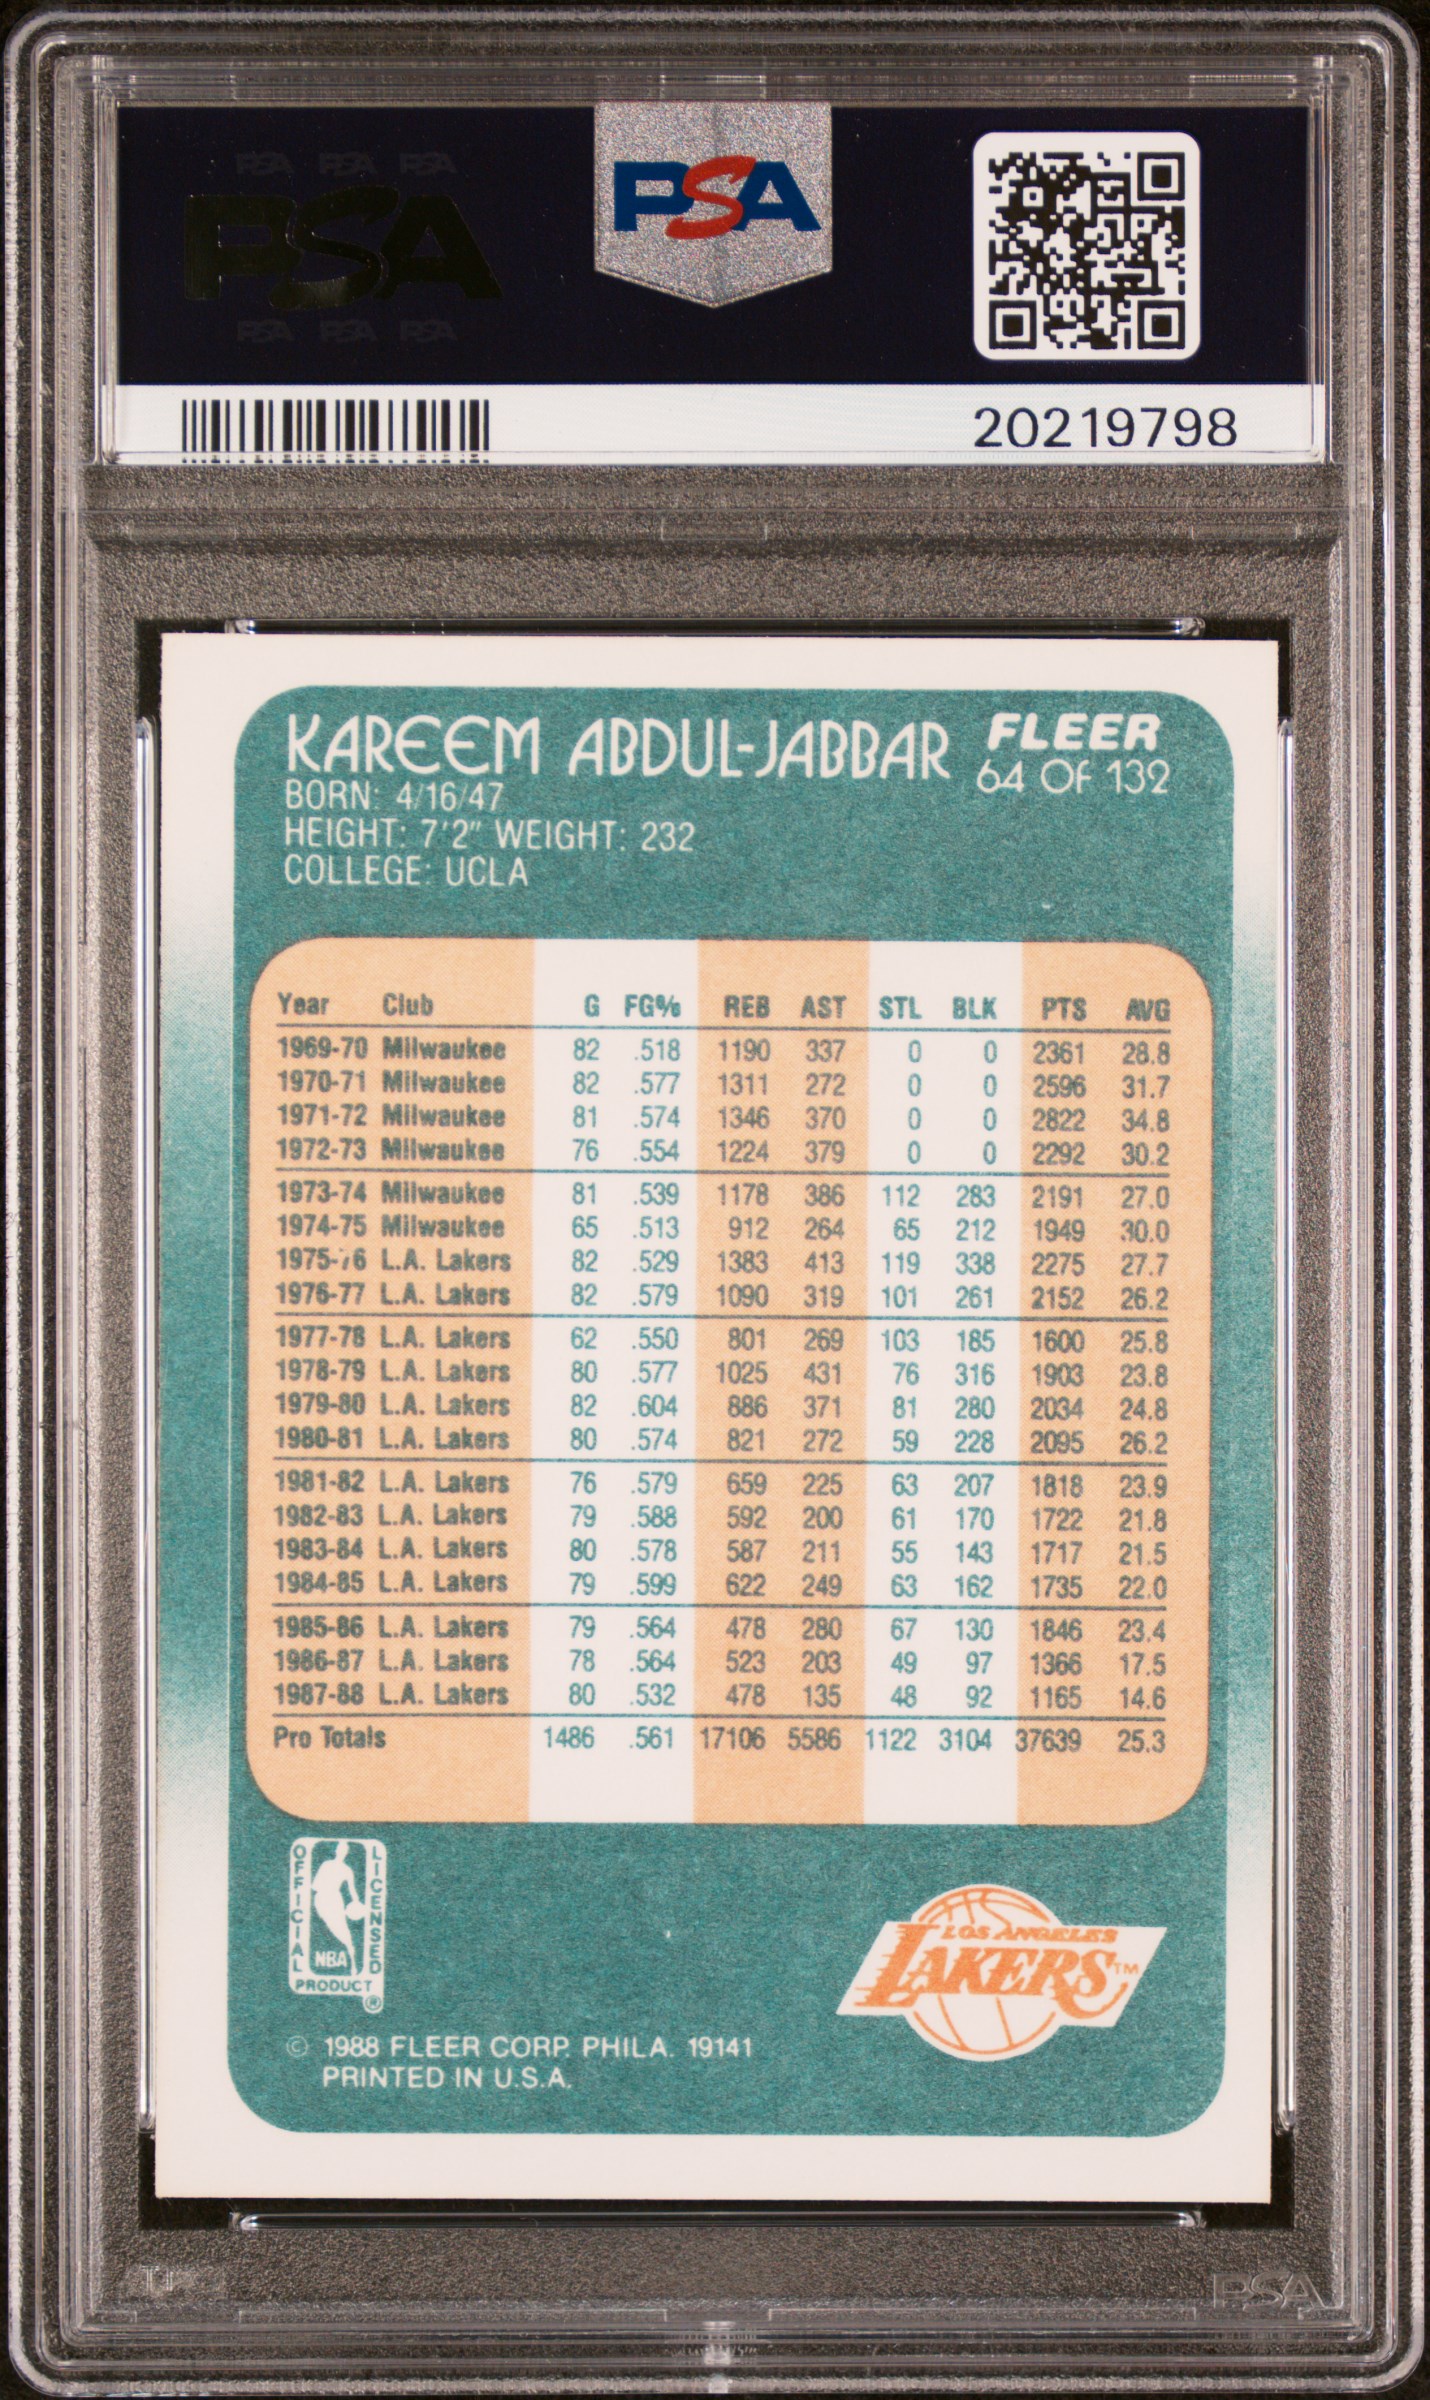 PSA PSA PSA
PSA
PSA PSA PSA
PSA
20219798
KAREEM ABDUL-JABBAR
FLEER
64 OF 132
BORN: 4/16/47
HEIGHT: 7'2" WEIGHT: 232
COLLEGE: UCLA
Year Club G FG% REB AST STL BLK PTS AVG
1969-70 Milwaukee 82 .518 1190 337 0 0 2361 28.8
1970-71 Milwaukee 82 .577 1311 272 0 0 2596 31.7
1971-72 Milwaukee 81 .574 1346 370 0 0 2822 34.8
1972-73 Milwaukee 76 .554 1224 379 0 0 2292 30.2
1973-74 Milwaukee 81 .539 1178 386 112 283 2191 27.0
1974-75 Milwaukee 65 .513 912 264 65 212 1949 30.0
1975-76 L.A. Lakers 82 .529 1383 413 119 338 2275 27.7
1976-77 L.A. Lakers 82 .579 1090 319 101 261 2152 26.2
1977-78 L.A. Lakers 62 .550 801 269 103 185 1600 25.8
1978-79 L.A. Lakers 80 .577 1025 431 76 316 1903 23.8
1979-80 L.A. Lakers 82 .604 886 371 81 280 2034 24.8
1980-81 L.A. Lakers 80 .574 821 272 59 228 2095 26.2
1981-82 L.A. Lakers 76 .579 659 225 63 207 1818 23.9
1982-83 L.A. Lakers 79 .588 592 200 61 170 1722 21.8
1983-84 L.A. Lakers 80 .578 587 211 55 143 1717 21.5
1984-85 L.A. Lakers 79 .599 622 249 63 162 1735 22.0
1985-86 L.A. Lakers 79 .564 478 280 67 130 1846 23.4
1986-87 L.A. Lakers 78 .564 523 203 49 97 1366 17.5
1987-88 L.A. Lakers 80 .532 478 135 48 92 1165 14.6
Pro Totals 1486 .561 17106 5586 1122 3104 37639 25.3
OFFICIAL LICENSED
NBA
PRODUCT
®
LOS ANGELES
LAKERS™
© 1988 FLEER CORP. PHILA. 19141
PRINTED IN U.S.A.
PSA